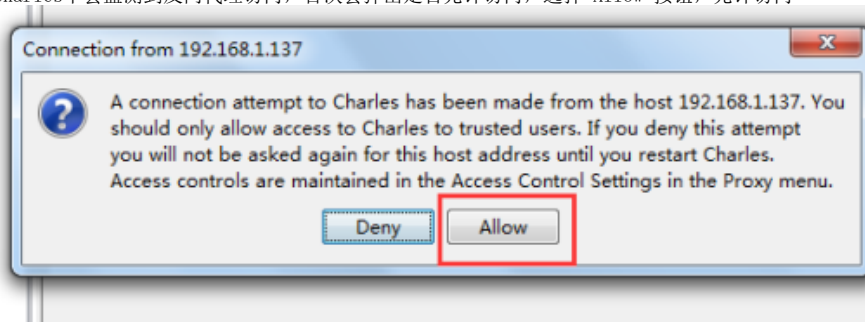 Connection from 192.168.1.137
A connection attempt to Charles has been made from the host 192.168.1.137. You
should only allow access to Charles to trusted users. If you deny this attempt
you will not be asked again for this host address until you restart Charles.
Access controls are maintained in the Access Control Settings in the Proxy menu.
Deny
Allow